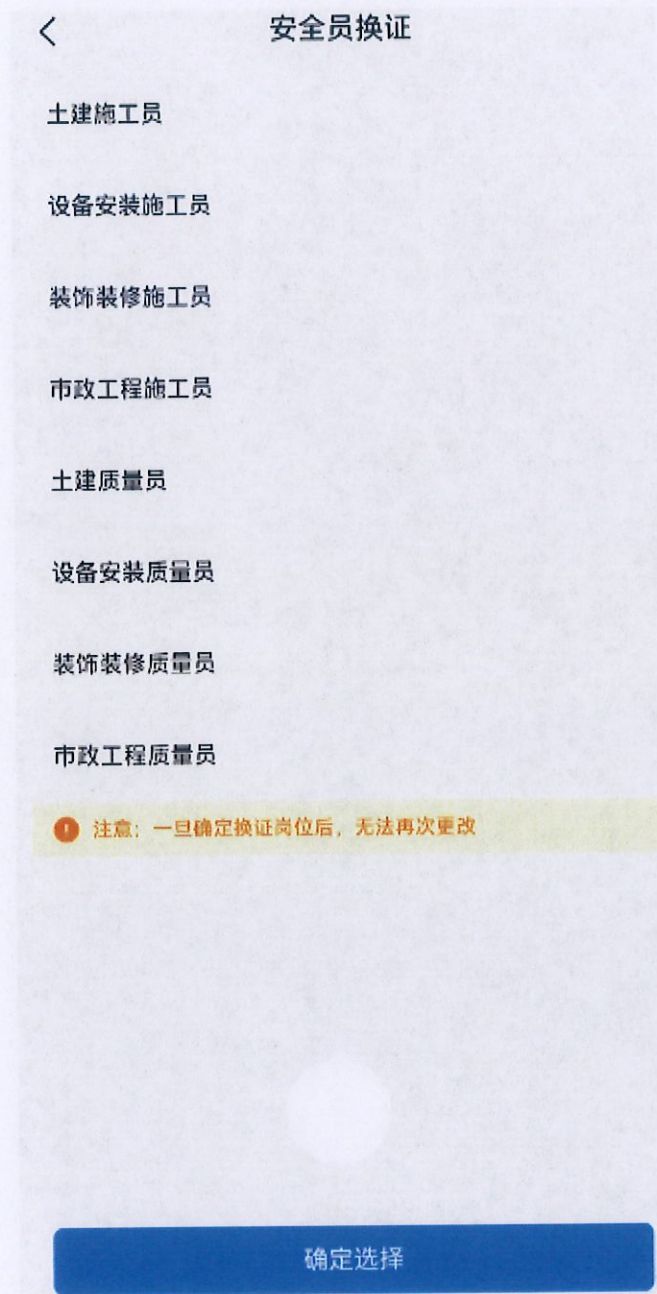 安全员换证
土建施工员
设备安装施工员
装饰装修施工员
市政工程施工员
土建质量员
设备安装质量员
装饰装修质量员
市政工程质量员
注意：一旦确定换证岗位后，无法再次更改
确定选择